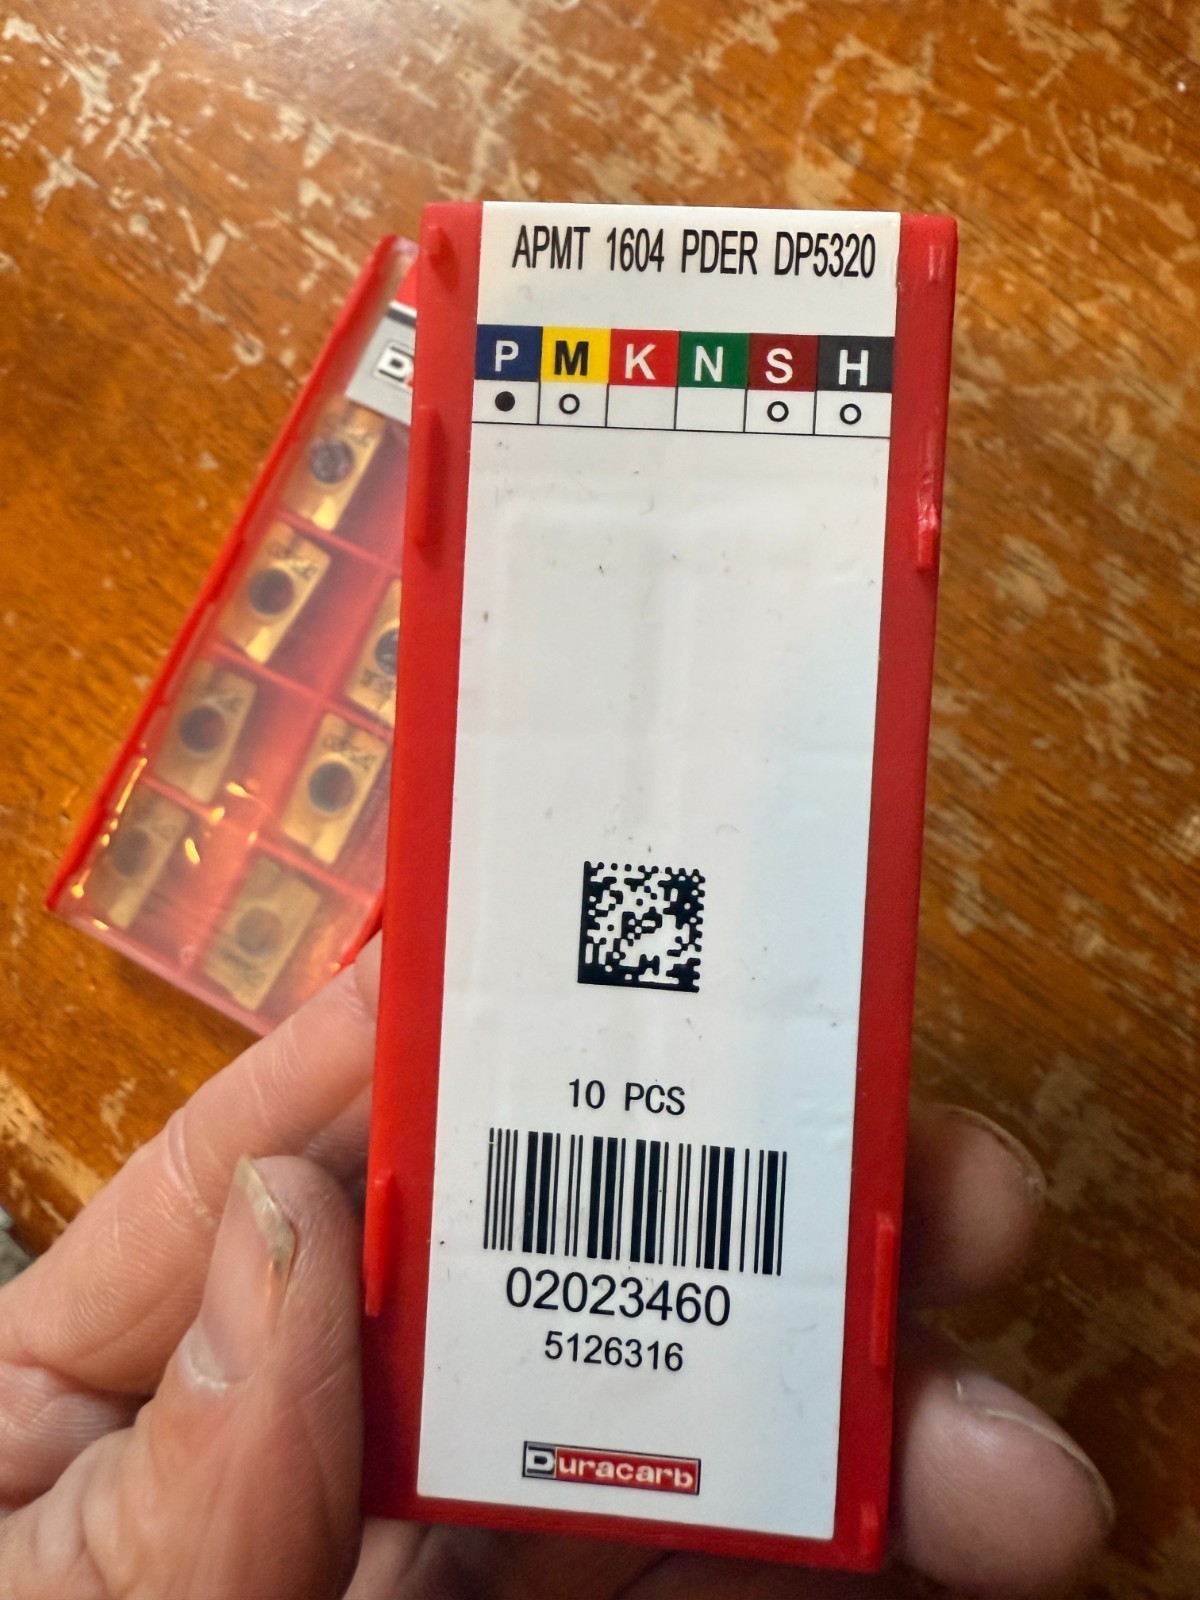 APMT 1604 PDER DP5320
P M K N S H
10 PCS
02023460
5126316
Duracarb